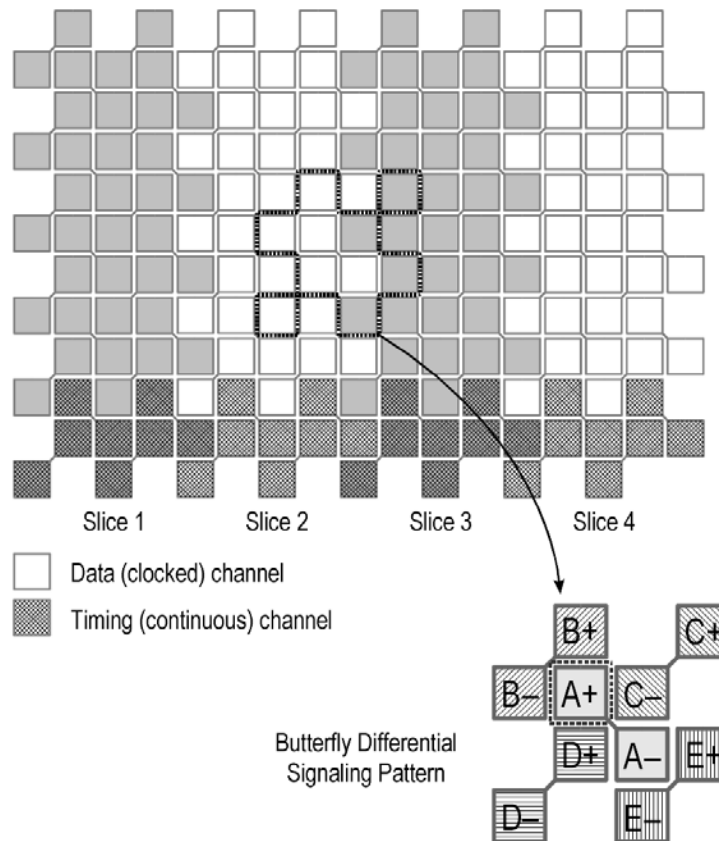 Slice 1 Slice 2 Slice 3 Slice 4
Data (clocked) channel
Timing (continuous) channel
B+ C+
B– A+ C–
Butterfly Differential
Signaling Pattern
D+ A– E+
D– E–